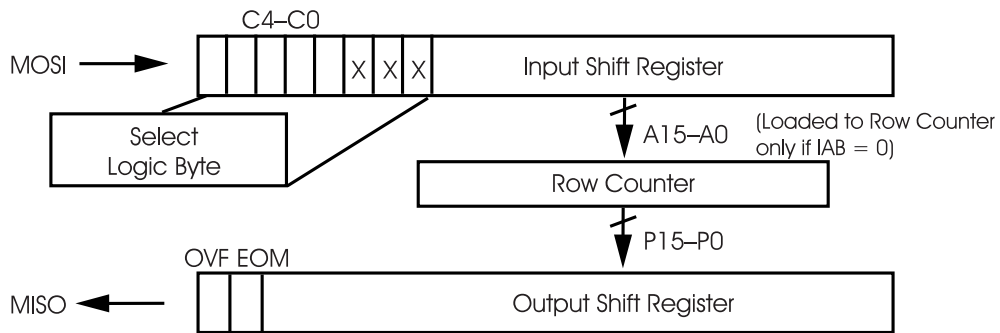 C4–C0
MOSI
X X X
Input Shift Register
Select
Logic Byte
A15–A0
(Loaded to Row Counter
only if IAB = 0)
Row Counter
P15–P0
OVF EOM
MISO
Output Shift Register